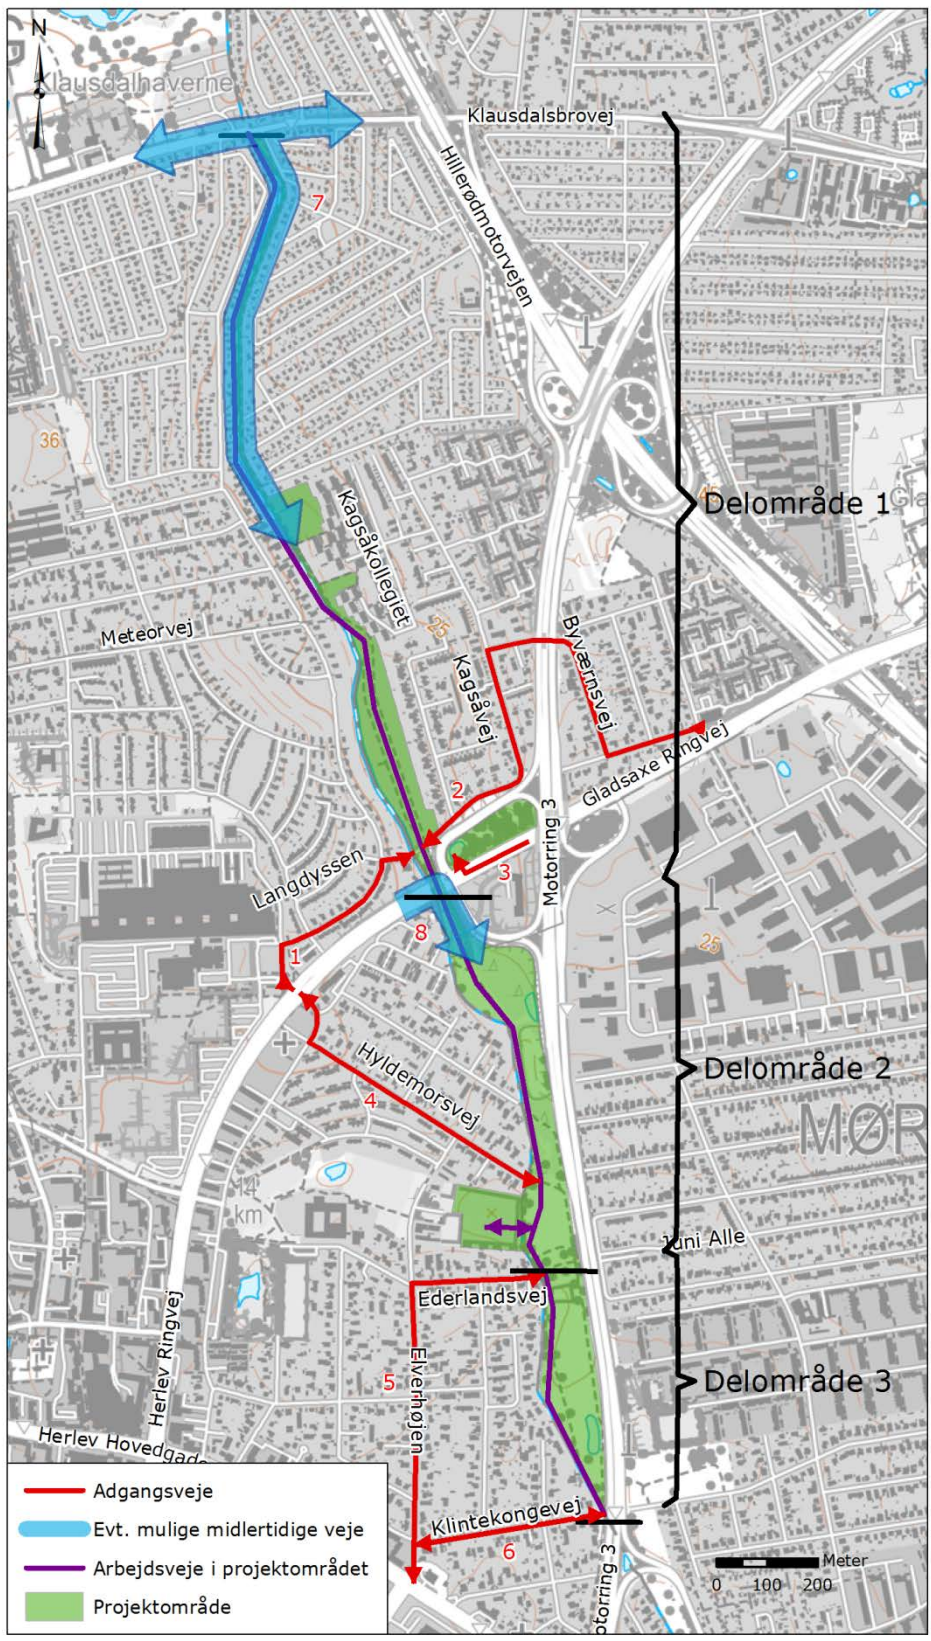 N
Klausdalhaverne
Klausdalsbrovej
Hillerødmotorvejen
7
36
45
Delområde 1
Kagsåkollegiet
25
Meteorvej
Byværnsvej
Kagsåvej
Gladsaxe Ringvej
2
Motorring 3
3
Langdyssen
8
25
1
Hyldemorsvej
4
Delområde 2
MØR
14
km
Juni Alle
Ederlandsvej
Herlev Ringvej
5
Elverhøjen
Delområde 3
Herlev Hovedgade
Klintekongevej
6
Motorring 3
Adgangsveje
Evt. mulige midlertidige veje
Arbejdsveje i projektområdet
Projektområde
Meter
0 100 200